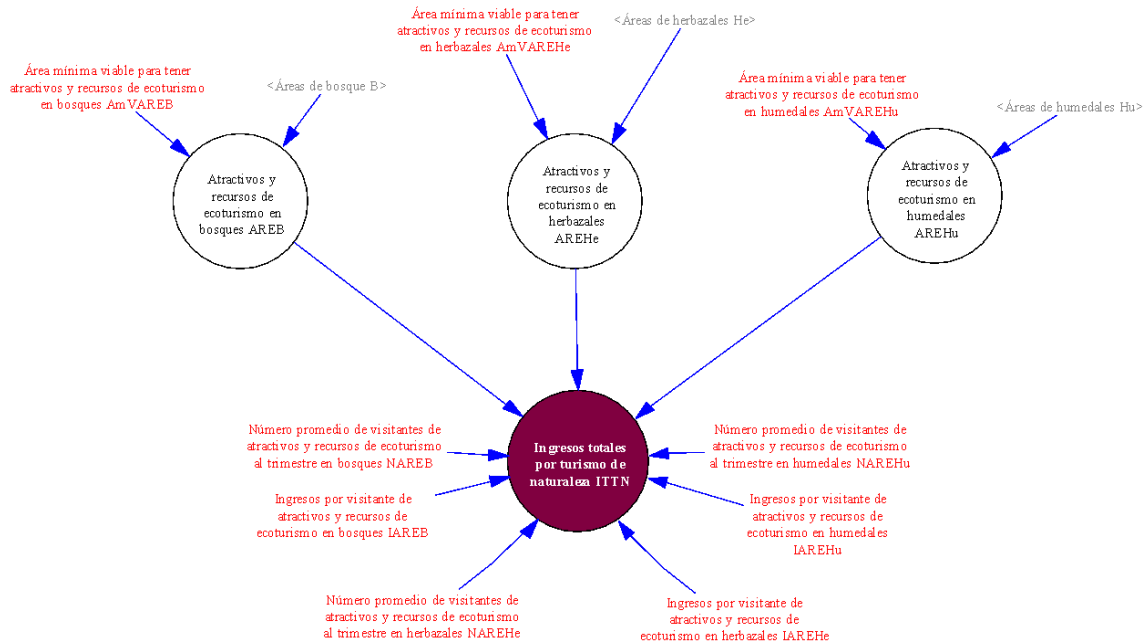 Área mínima viable para tener
atractivos y recursos de ecoturismo
en bosques AmVAREB
<Áreas de bosque B>
Área mínima viable para tener
atractivos y recursos de ecoturismo
en herbazales AmVAREHe
<Áreas de herbazales He>
Área mínima viable para tener
atractivos y recursos de ecoturismo
en humedales AmVAREHu
<Áreas de humedales Hu>
Atractivos y
recursos de
ecoturismo en
bosques AREB
Atractivos y
recursos de
ecoturismo en
herbazales
AREHe
Atractivos y
recursos de
ecoturismo en
humedales
AREHu
Número promedio de visitantes de
atractivos y recursos de ecoturismo
al trimestre en bosques NAREB
Ingresos por visitante de
atractivos y recursos de
ecoturismo en bosques IAREB
Número promedio de visitantes de
atractivos y recursos de ecoturismo
al trimestre en herbazales NAREHe
Ingresos totales
por turismo de
naturaleza ITTN
Número promedio de visitantes de
atractivos y recursos de ecoturismo
al trimestre en humedales NAREHu
Ingresos por visitante de
atractivos y recursos de
ecoturismo en humedales
IAREHu
Ingresos por visitante de
atractivos y recursos de
ecoturismo en herbazales IAREHe